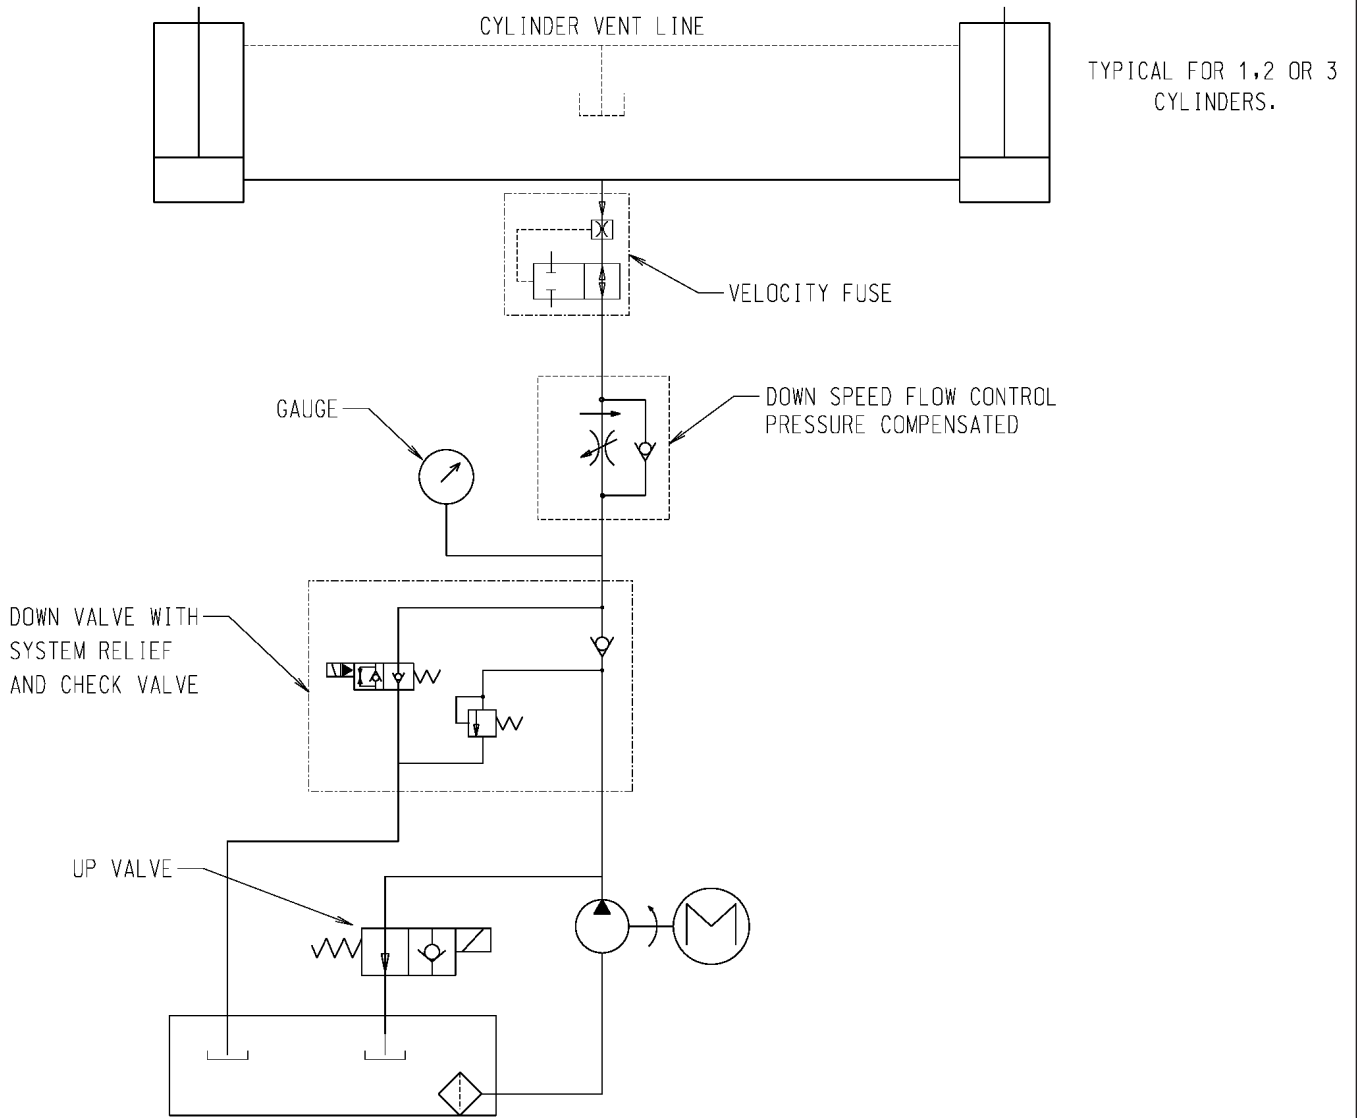 CYLINDER VENT LINE
TYPICAL FOR 1,2 OR 3
CYLINDERS.
VELOCITY FUSE
DOWN SPEED FLOW CONTROL
PRESSURE COMPENSATED
GAUGE
DOWN VALVE WITH
SYSTEM RELIEF
AND CHECK VALVE
UP VALVE
M